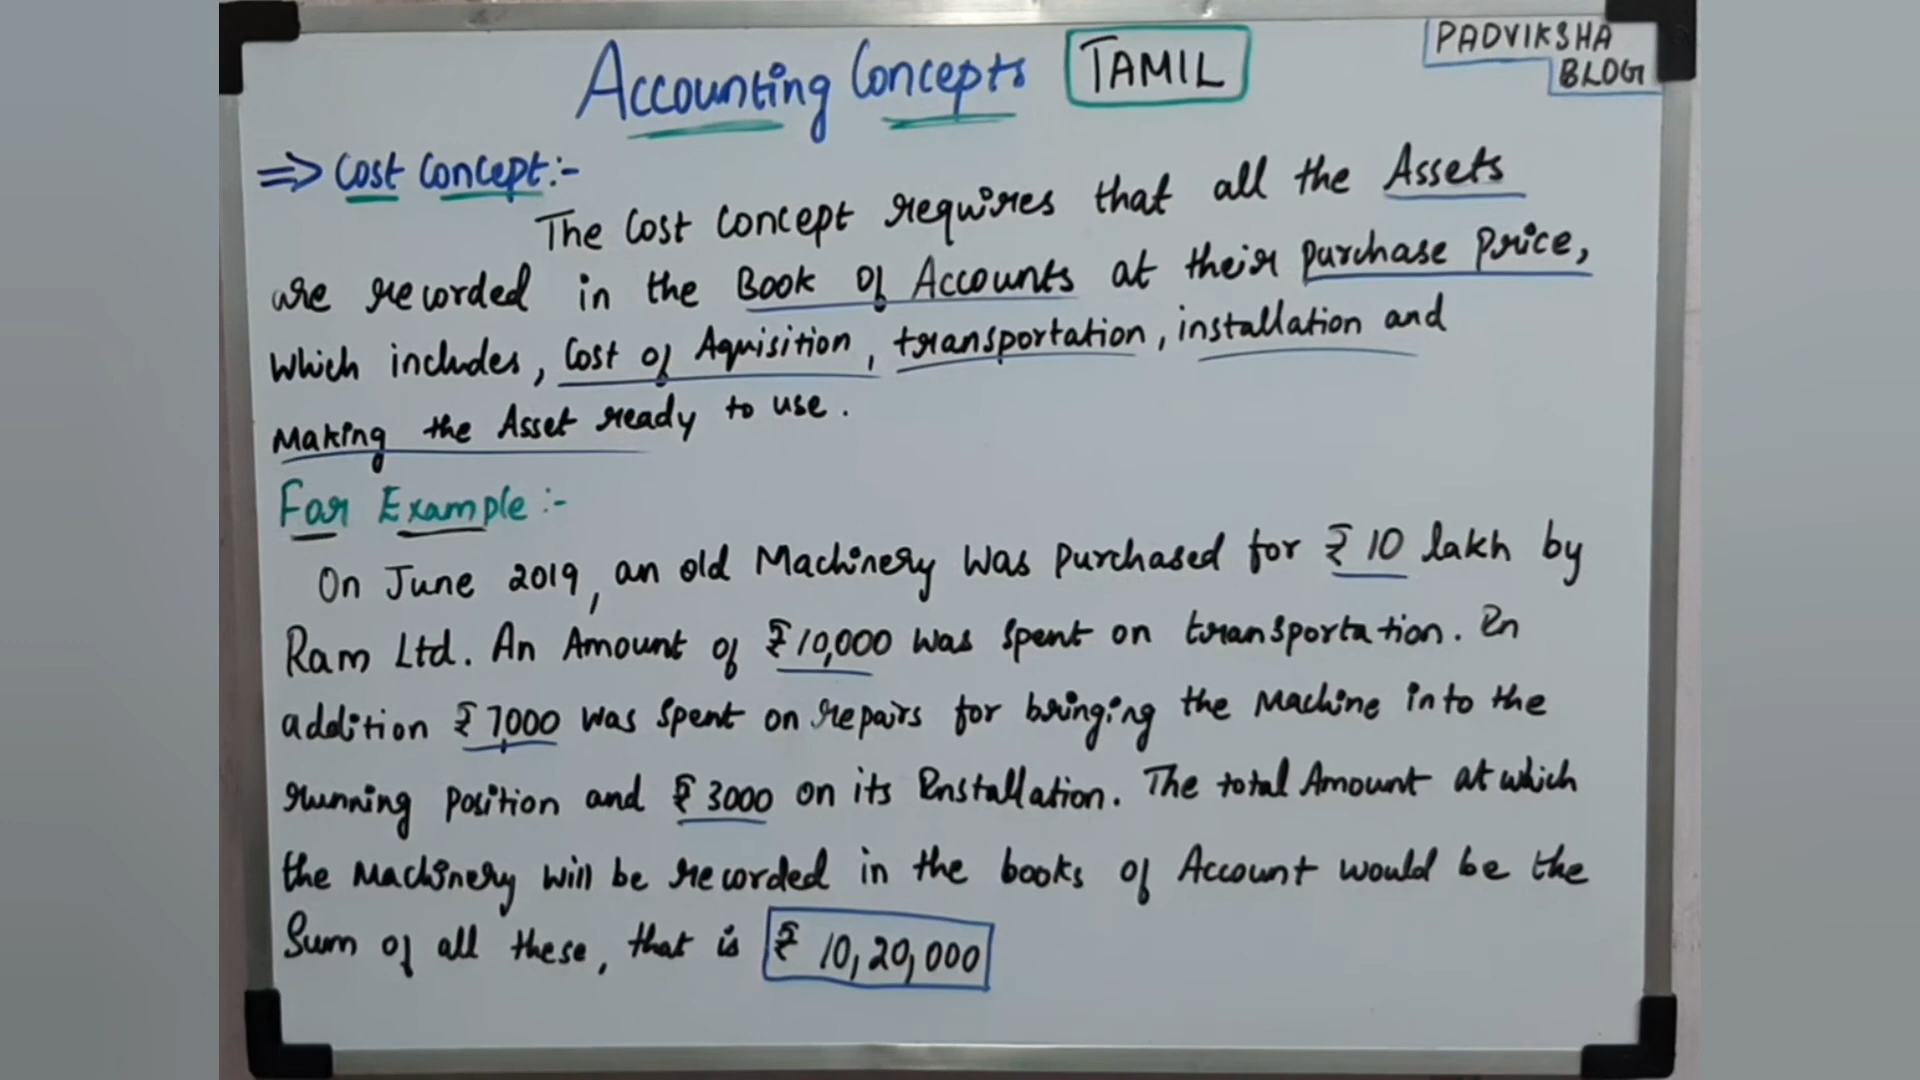 Accounting Concepts TAMIL
PADVIKSHA
BLOG
⇒ Cost Concept:-
The Cost Concept requires that all the Assets
are recorded in the Book Of Accounts at their purchase price,
which includes, Cost of Aquisition, transportation, installation and
Making the Asset ready to use.
For Example:-
On June 2019, an old Machinery was purchased for ₹ 10 lakh by
Ram Ltd. An Amount of ₹ 10,000 was spent on transportation. In
addition ₹ 7,000 was spent on repairs for bringing the Machine into the
running position and ₹ 3000 on its Installation. The total Amount at which
the Machinery will be recorded in the books of Account would be the
Sum of all these, that is ₹ 10,20,000